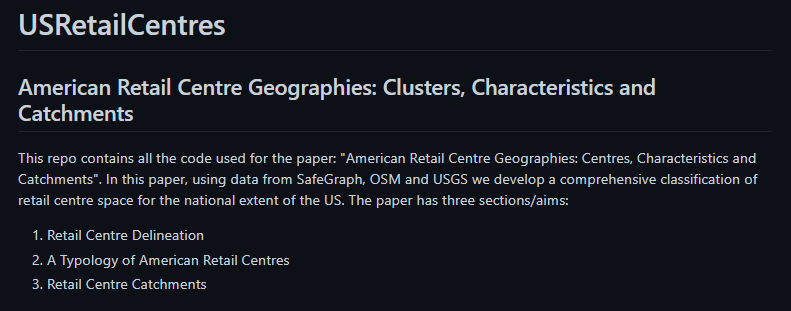 USRetailCentres
American Retail Centre Geographies: Clusters, Characteristics and
Catchments
This repo contains all the code used for the paper: "American Retail Centre Geographies: Centres, Characteristics and
Catchments". In this paper, using data from SafeGraph, OSM and USGS we develop a comprehensive classification of
retail centre space for the national extent of the US. The paper has three sections/aims:
1. Retail Centre Delineation
2. A Typology of American Retail Centres
3. Retail Centre Catchments